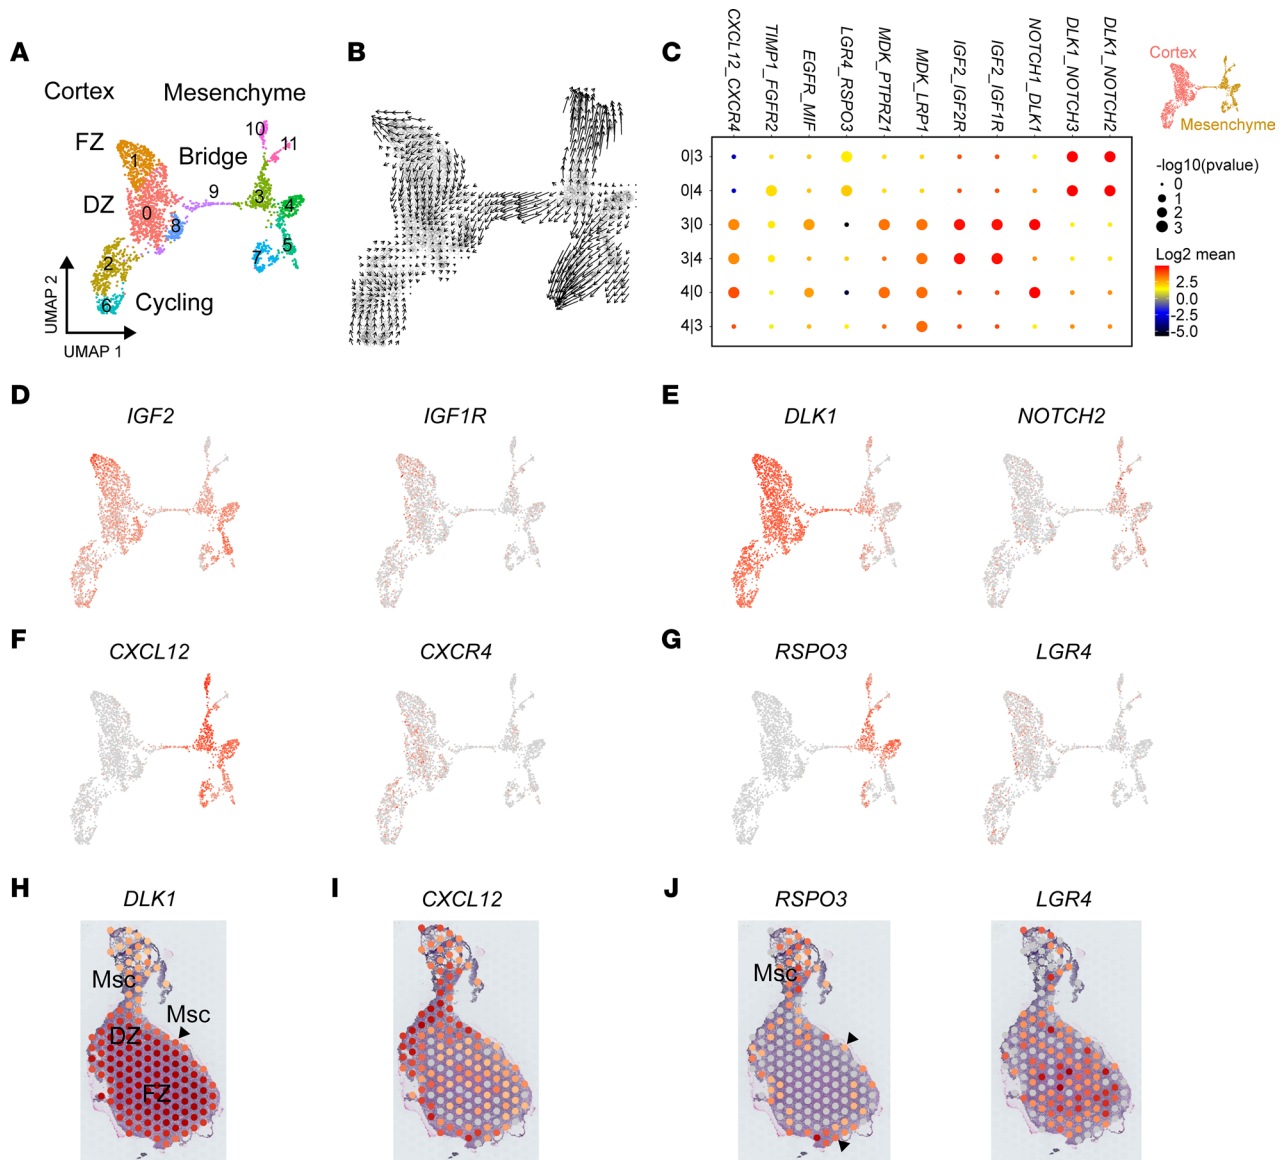 A
Cortex
Mesenchyme
FZ
DZ
Bridge
Cycling
0
1
2
3
4
5
6
7
8
9
10
11
UMAP 2
UMAP 1
B
C
CXCL12_CXCR4
TIMP1_FGFR2
EGFR_MIF
LGR4_RSPO3
MDK_PTPRZ1
MDK_LRP1
IGF2_IGF2R
IGF2_IGF1R
NOTCH1_DLK1
DLK1_NOTCH3
DLK1_NOTCH2
0|3
0|4
3|0
3|4
4|0
4|3
Cortex
Mesenchyme
-log10(pvalue)
0
1
2
3
Log2 mean
2.5
0.0
-2.5
-5.0
D
IGF2
IGF1R
E
DLK1
NOTCH2
F
CXCL12
CXCR4
G
RSPO3
LGR4
H
DLK1
Msc
Msc
DZ
FZ
I
CXCL12
J
RSPO3
Msc
LGR4